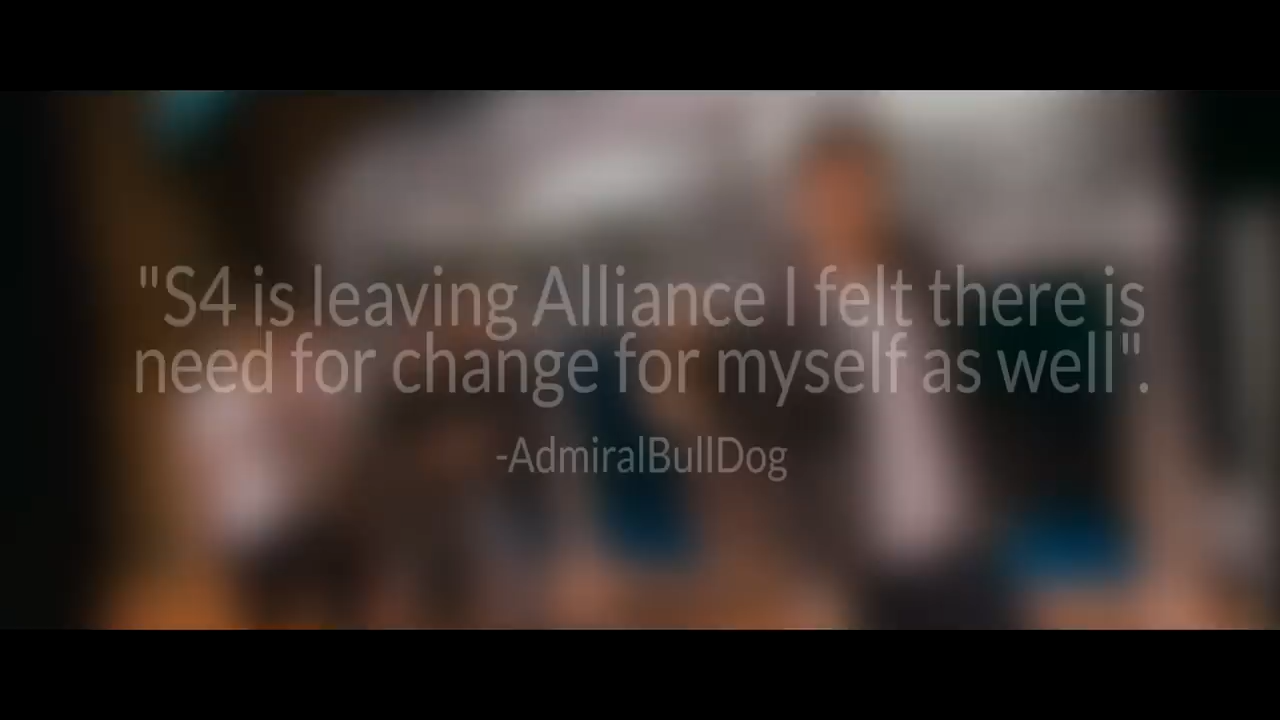 "S4 is leaving Alliance I felt there is
need for change for myself as well".
-AdmiralBullDog